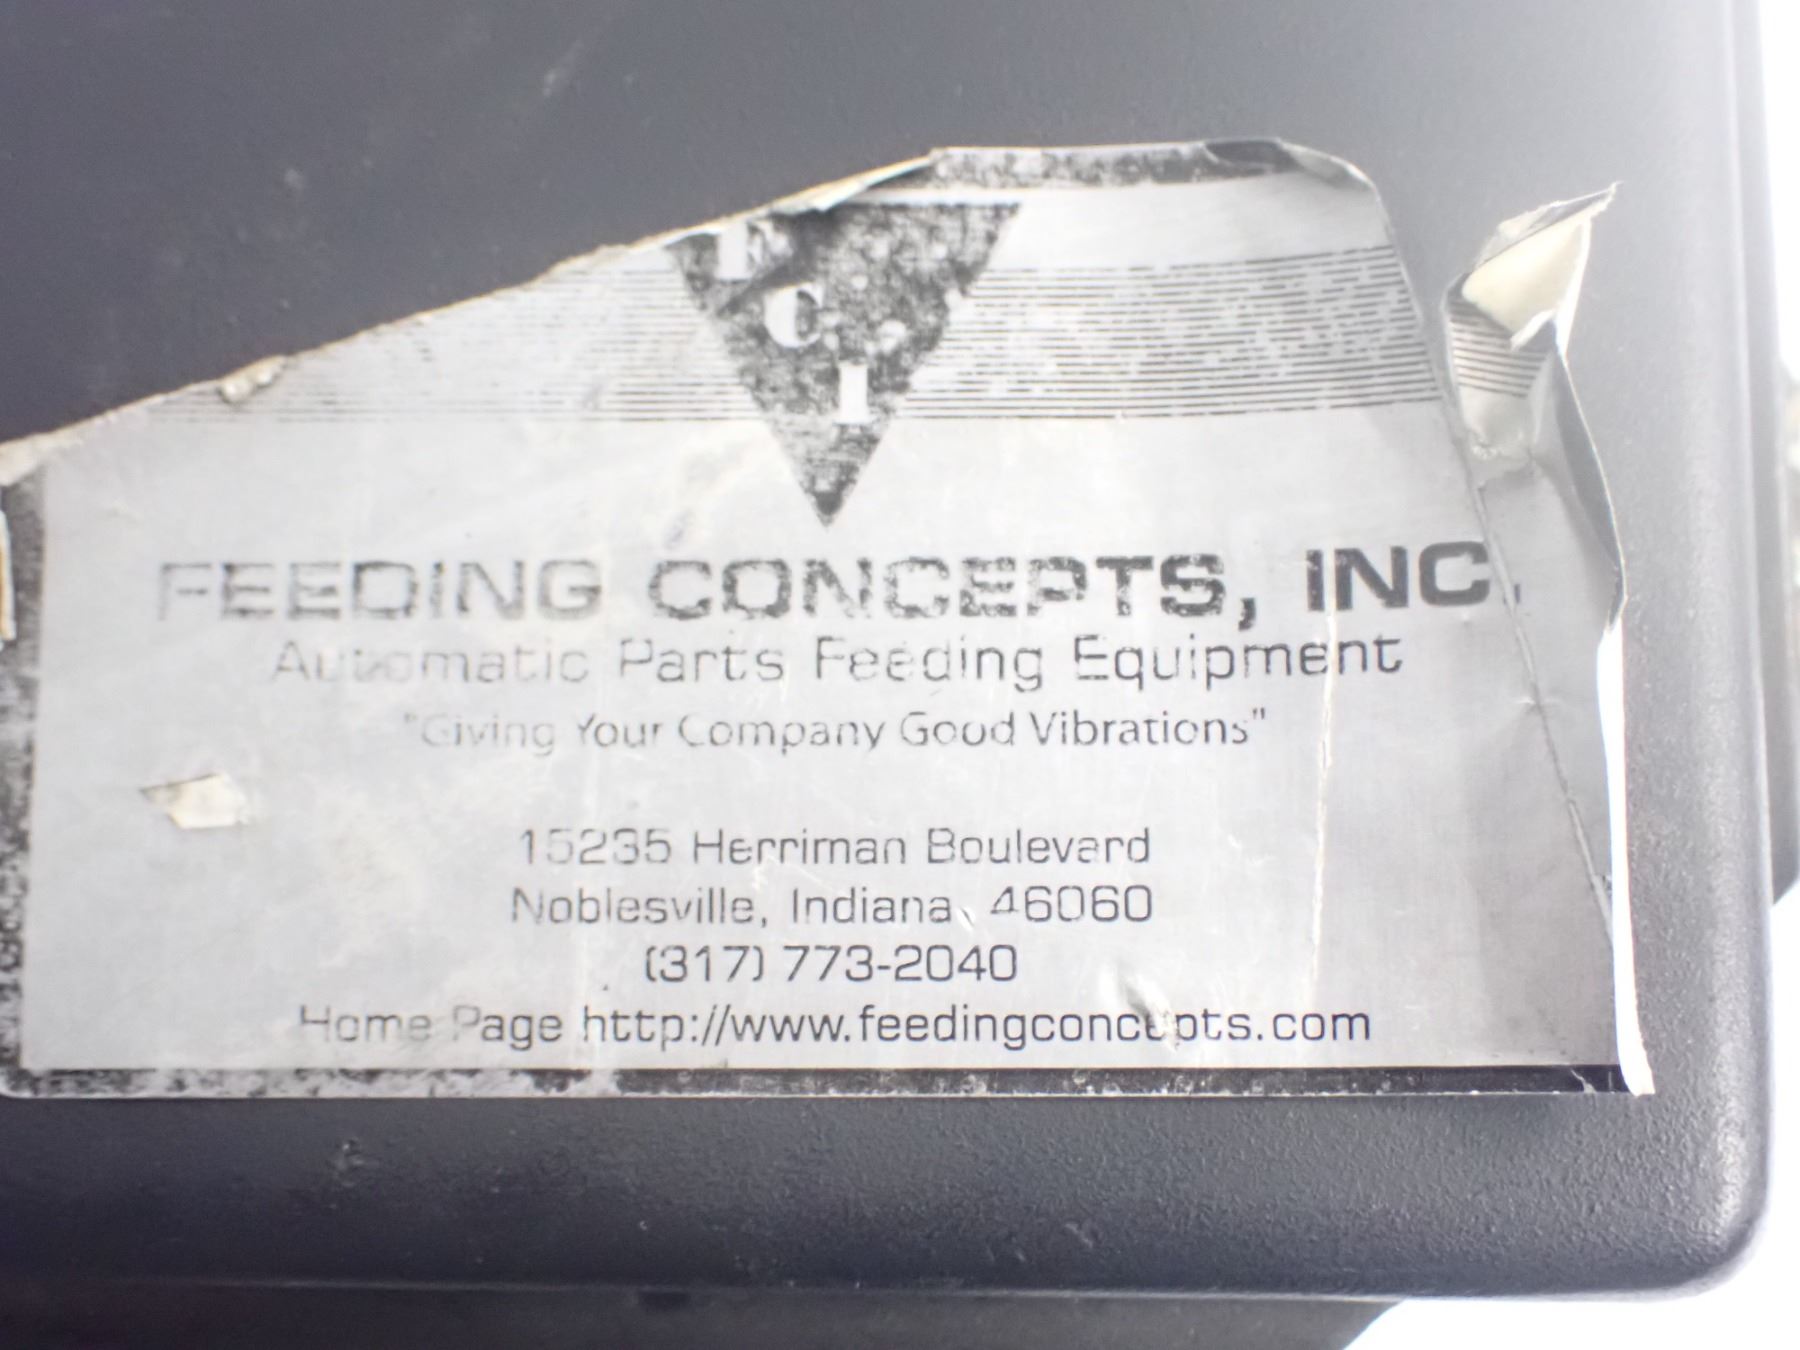 F
C
I
FEEDING CONCEPTS, INC.
Automatic Parts Feeding Equipment
"Giving Your Company Good Vibrations"
15235 Herriman Boulevard
Noblesville, Indiana, 46060
(317) 773-2040
Home Page http://www.feedingconcepts.com